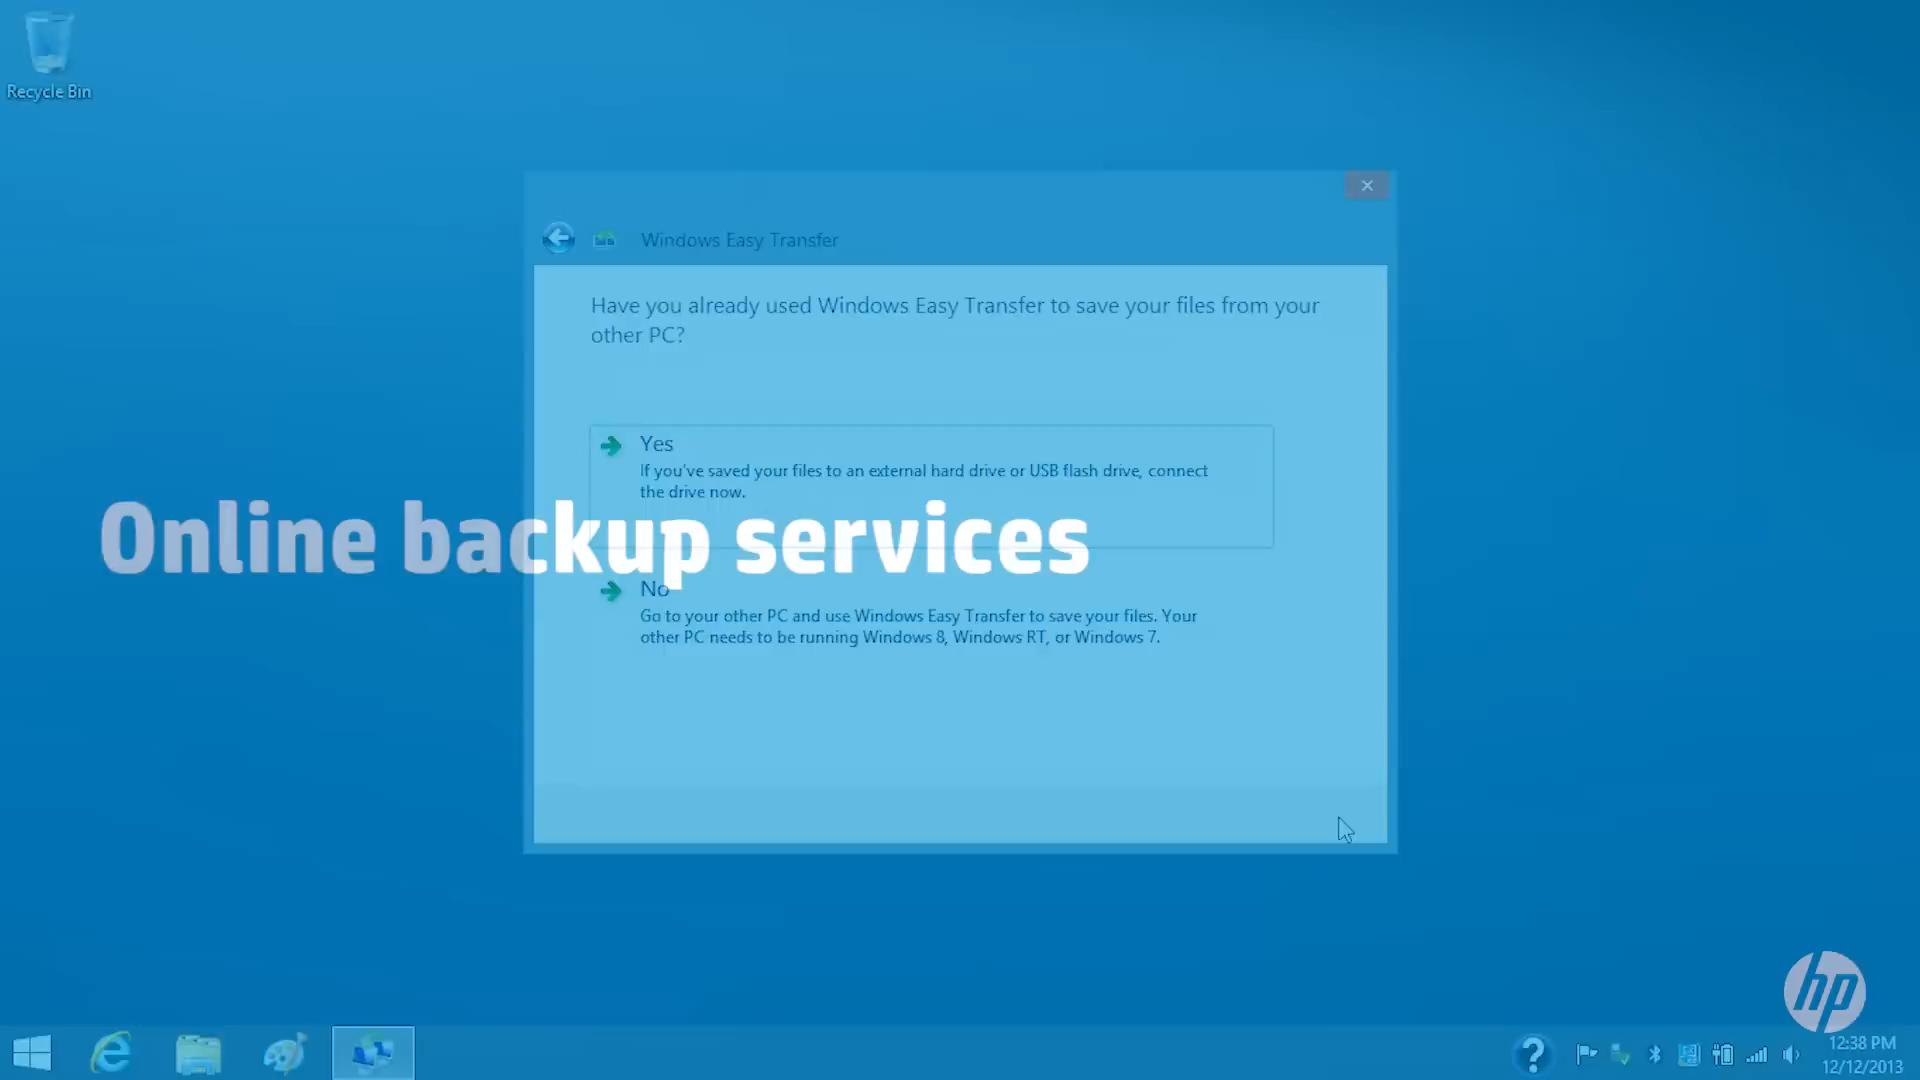 Recycle Bin
Windows Easy Transfer
Have you already used Windows Easy Transfer to save your files from your
other PC?
Yes
If you've saved your files to an external hard drive or USB flash drive, connect
the drive now.
Online backup services
No
Go to your other PC and use Windows Easy Transfer to save your files. Your
other PC needs to be running Windows 8, Windows RT, or Windows 7.
hp
12:38 PM
12/12/2013